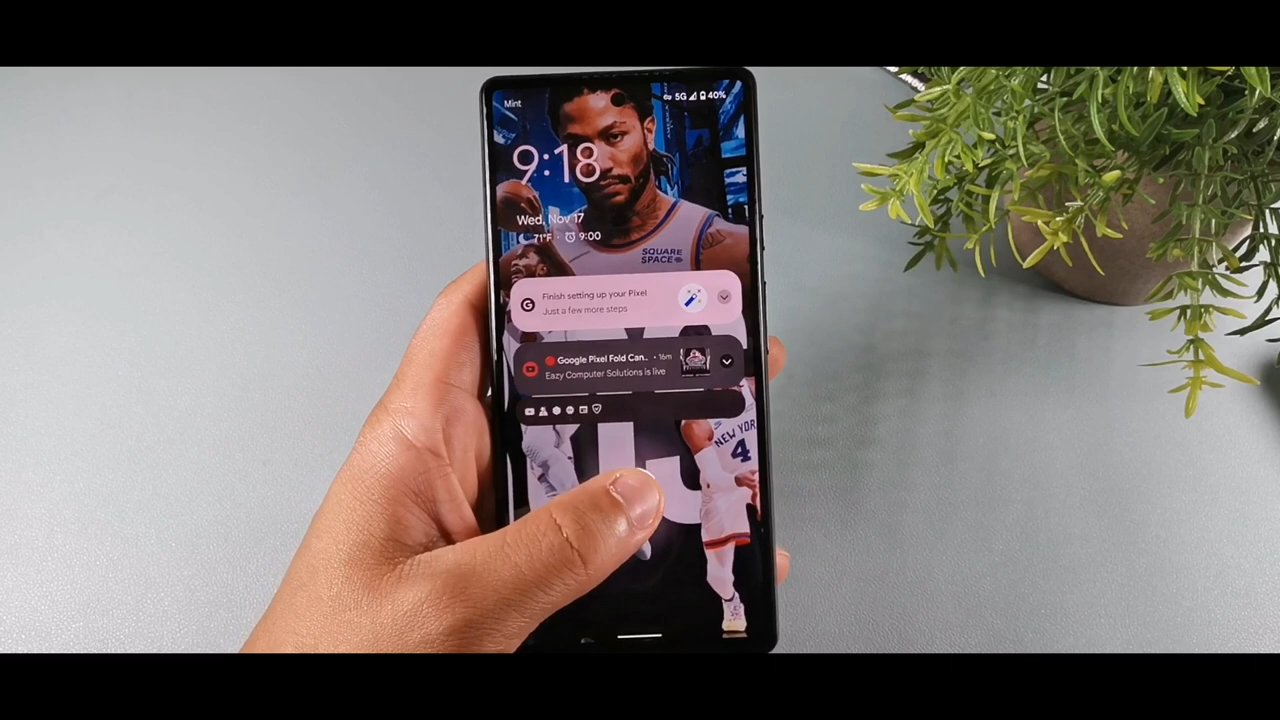 Mint
5G 40%
9:18
Wed, Nov 17
71°F · 9:00
SQUARE
SPACE
Finish setting up your Pixel
Just a few more steps
Google Pixel Fold Can.. • 16m
Eazy Computer Solutions is live
NEW YOR
4